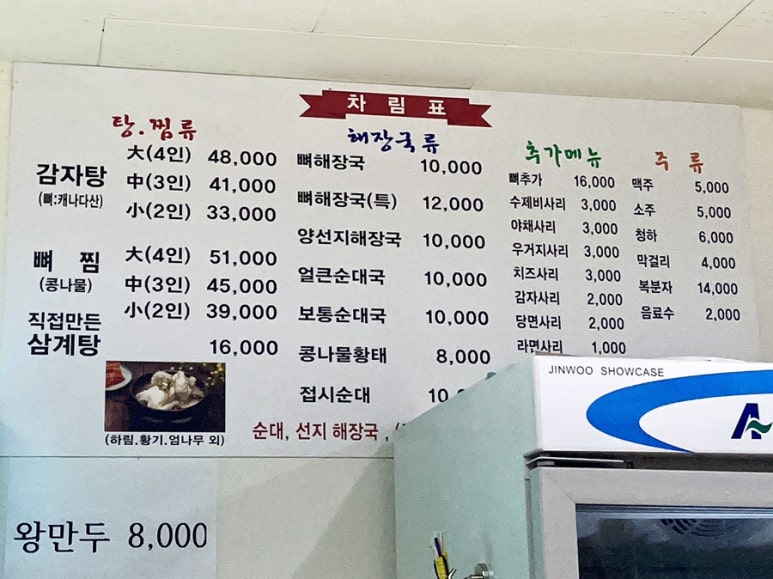 차 림 표
탕.찜류
감자탕
(뼈:캐나다산)
大(4인) 48,000
中(3인) 41,000
小(2인) 33,000
뼈 찜
(콩나물)
大(4인) 51,000
中(3인) 45,000
小(2인) 39,000
직접만든
삼계탕 16,000
(하림.황기.엄나무 외)
해장국류
뼈해장국 10,000
뼈해장국(특) 12,000
양선지해장국 10,000
얼큰순대국 10,000
보통순대국 10,000
콩나물황태 8,000
접시순대
순대, 선지 해장국
추가메뉴
뼈추가 16,000
수제비사리 3,000
야채사리 3,000
우거지사리 3,000
치즈사리 3,000
감자사리 2,000
당면사리 2,000
라면사리 1,000
주 류
맥주 5,000
소주 5,000
청하 6,000
막걸리 4,000
복분자 14,000
음료수 2,000
JINWOO SHOWCASE
왕만두 8,000